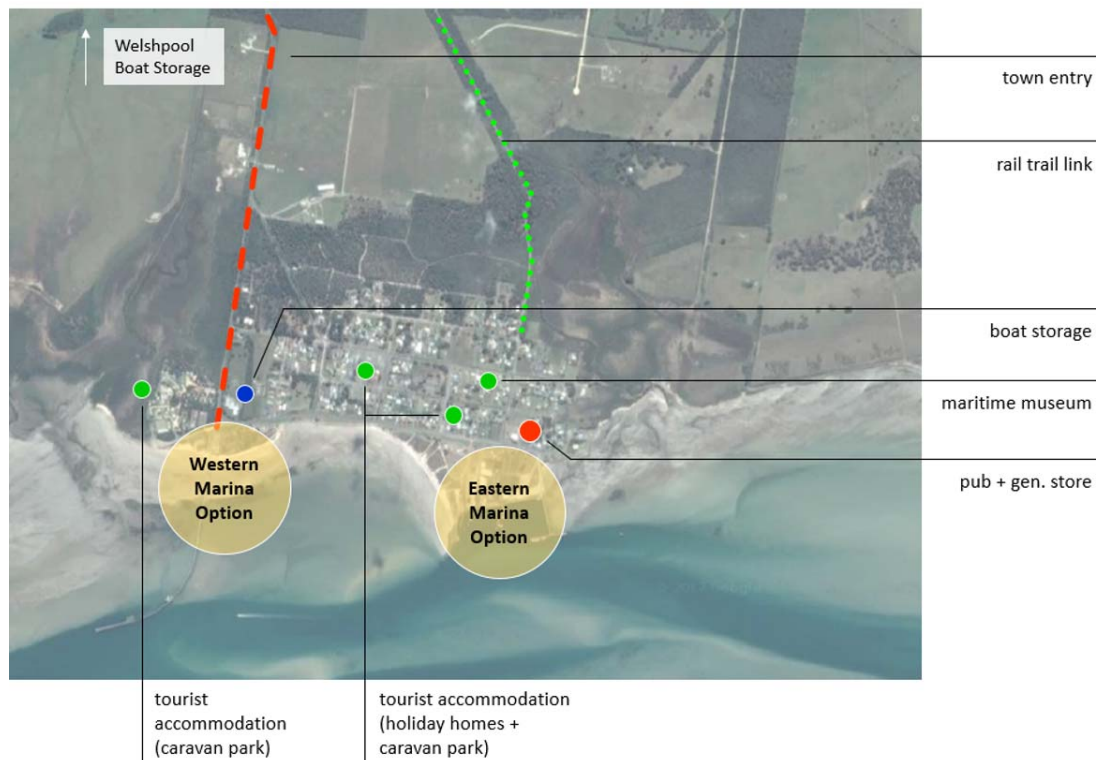 Welshpool
Boat Storage
town entry
rail trail link
boat storage
maritime museum
pub + gen. store
Western
Marina
Option
Eastern
Marina
Option
tourist
accommodation
(caravan park)
tourist accommodation
(holiday homes +
caravan park)